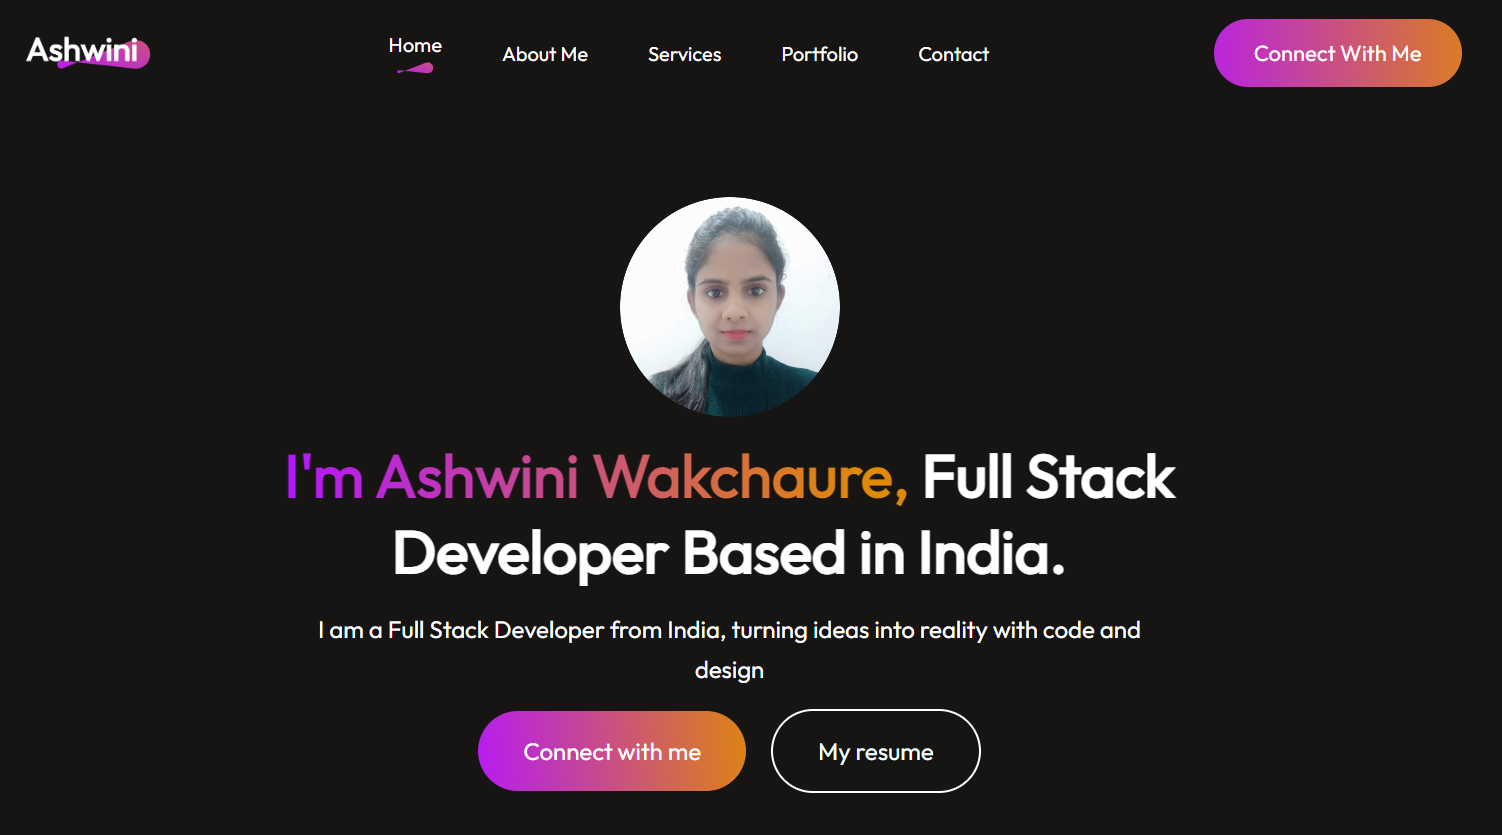 Ashwini
Home
About Me
Services
Portfolio
Contact
Connect With Me
I'm Ashwini Wakchaure, Full Stack
Developer Based in India.
I am a Full Stack Developer from India, turning ideas into reality with code and
design
Connect with me
My resume